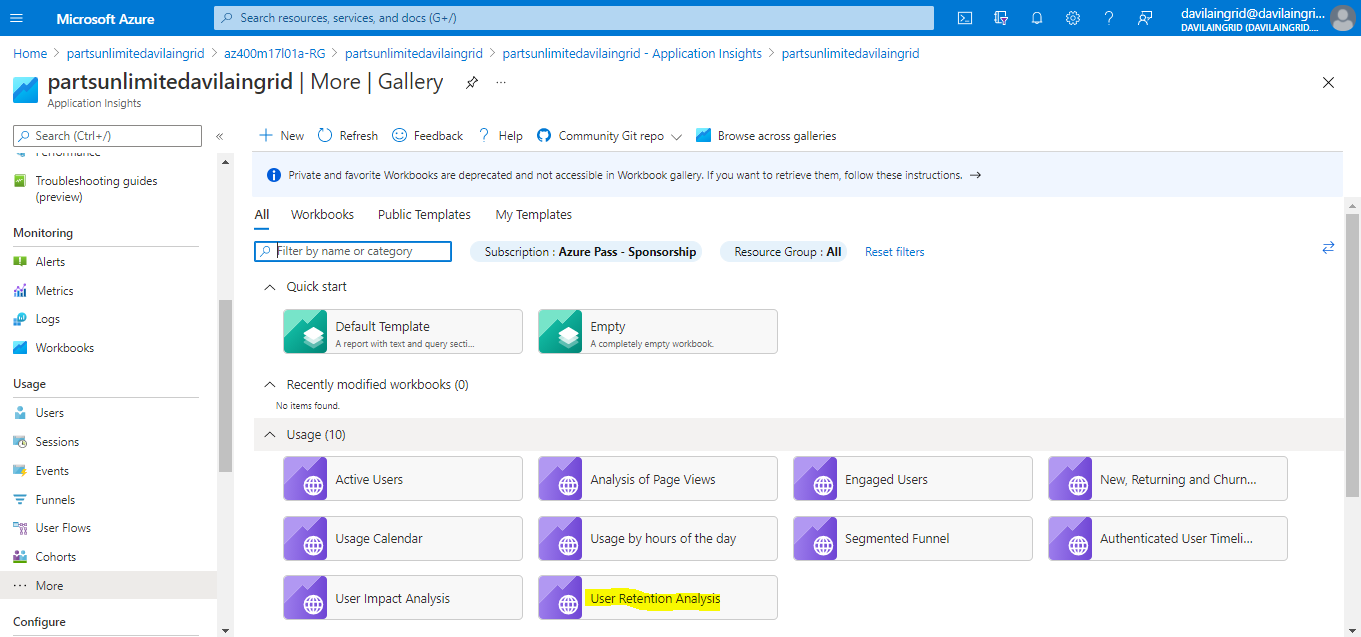 Microsoft Azure
Search resources, services, and docs (G+/)
davilaingrid@davilaingri...
DAVILAINGRID (DAVILAINGRID....
Home > partsunlimitedavilaingrid > az400m17l01a-RG > partsunlimitedavilaingrid > partsunlimitedavilaingrid - Application Insights > partsunlimitedavilaingrid
partsunlimitedavilaingrid | More | Gallery
Application Insights
Search (Ctrl+/)
«
Performance
Troubleshooting guides
(preview)
Monitoring
Alerts
Metrics
Logs
Workbooks
Usage
Users
Sessions
Events
Funnels
User Flows
Cohorts
More
Configure
New Refresh Feedback Help Community Git repo Browse across galleries
Private and favorite Workbooks are deprecated and not accessible in Workbook gallery. If you want to retrieve them, follow these instructions. →
All Workbooks Public Templates My Templates
Filter by name or category
Subscription : Azure Pass - Sponsorship
Resource Group : All
Reset filters
Quick start
Default Template
A report with text and query secti...
Empty
A completely empty workbook.
Recently modified workbooks (0)
No items found.
Usage (10)
Active Users
Analysis of Page Views
Engaged Users
New, Returning and Churn...
Usage Calendar
Usage by hours of the day
Segmented Funnel
Authenticated User Timeli...
User Impact Analysis
User Retention Analysis